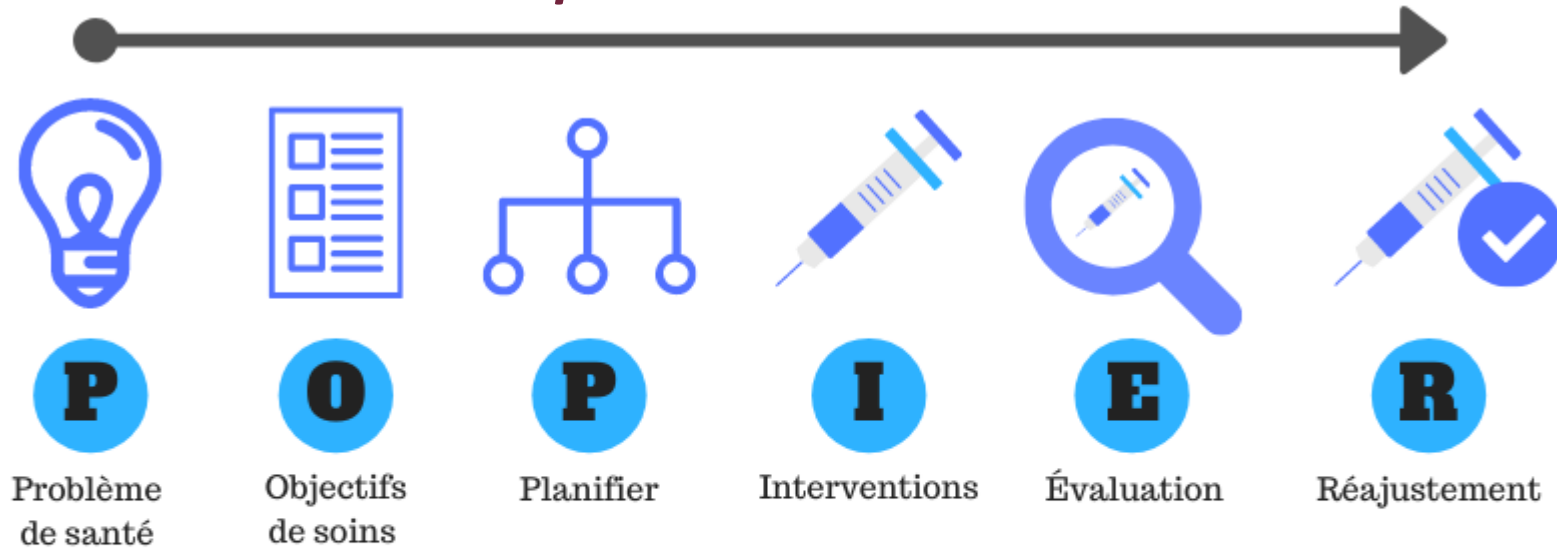 P O P I E R
Problème
de santé
Objectifs
de soins
Planifier
Interventions
Évaluation
Réajustement